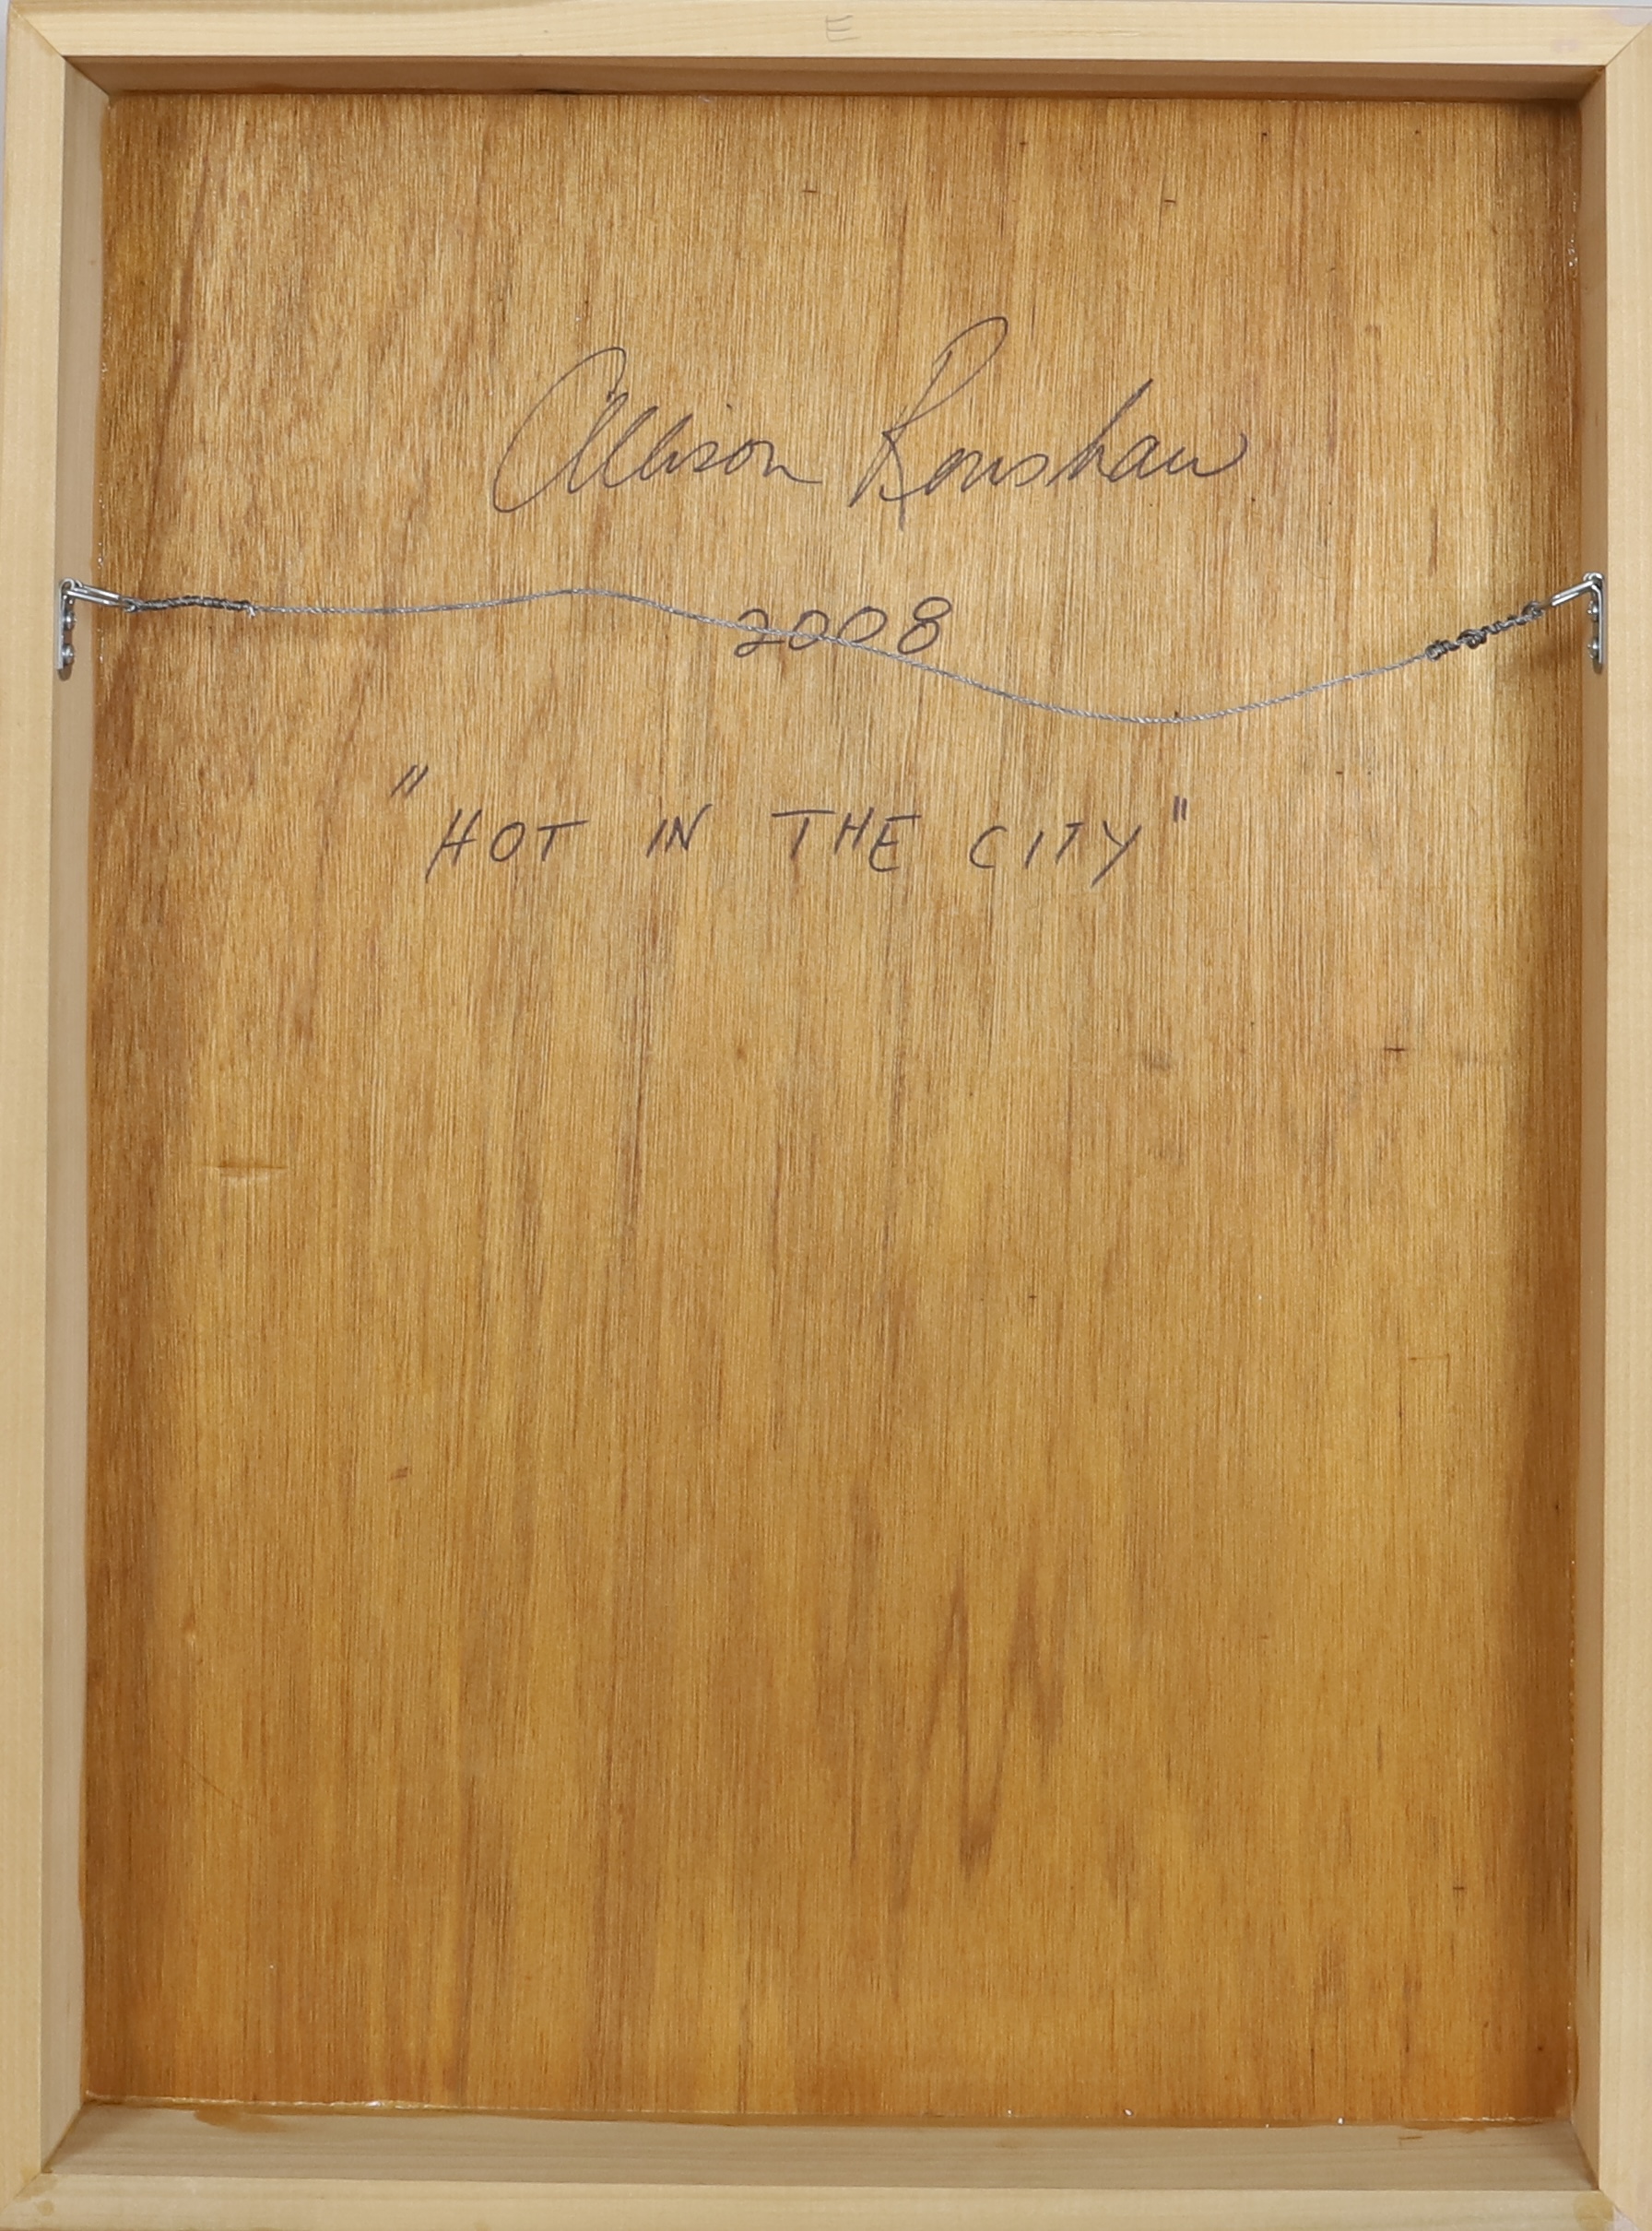 E
Allison Renshaw
2008
"HOT IN THE CITY"